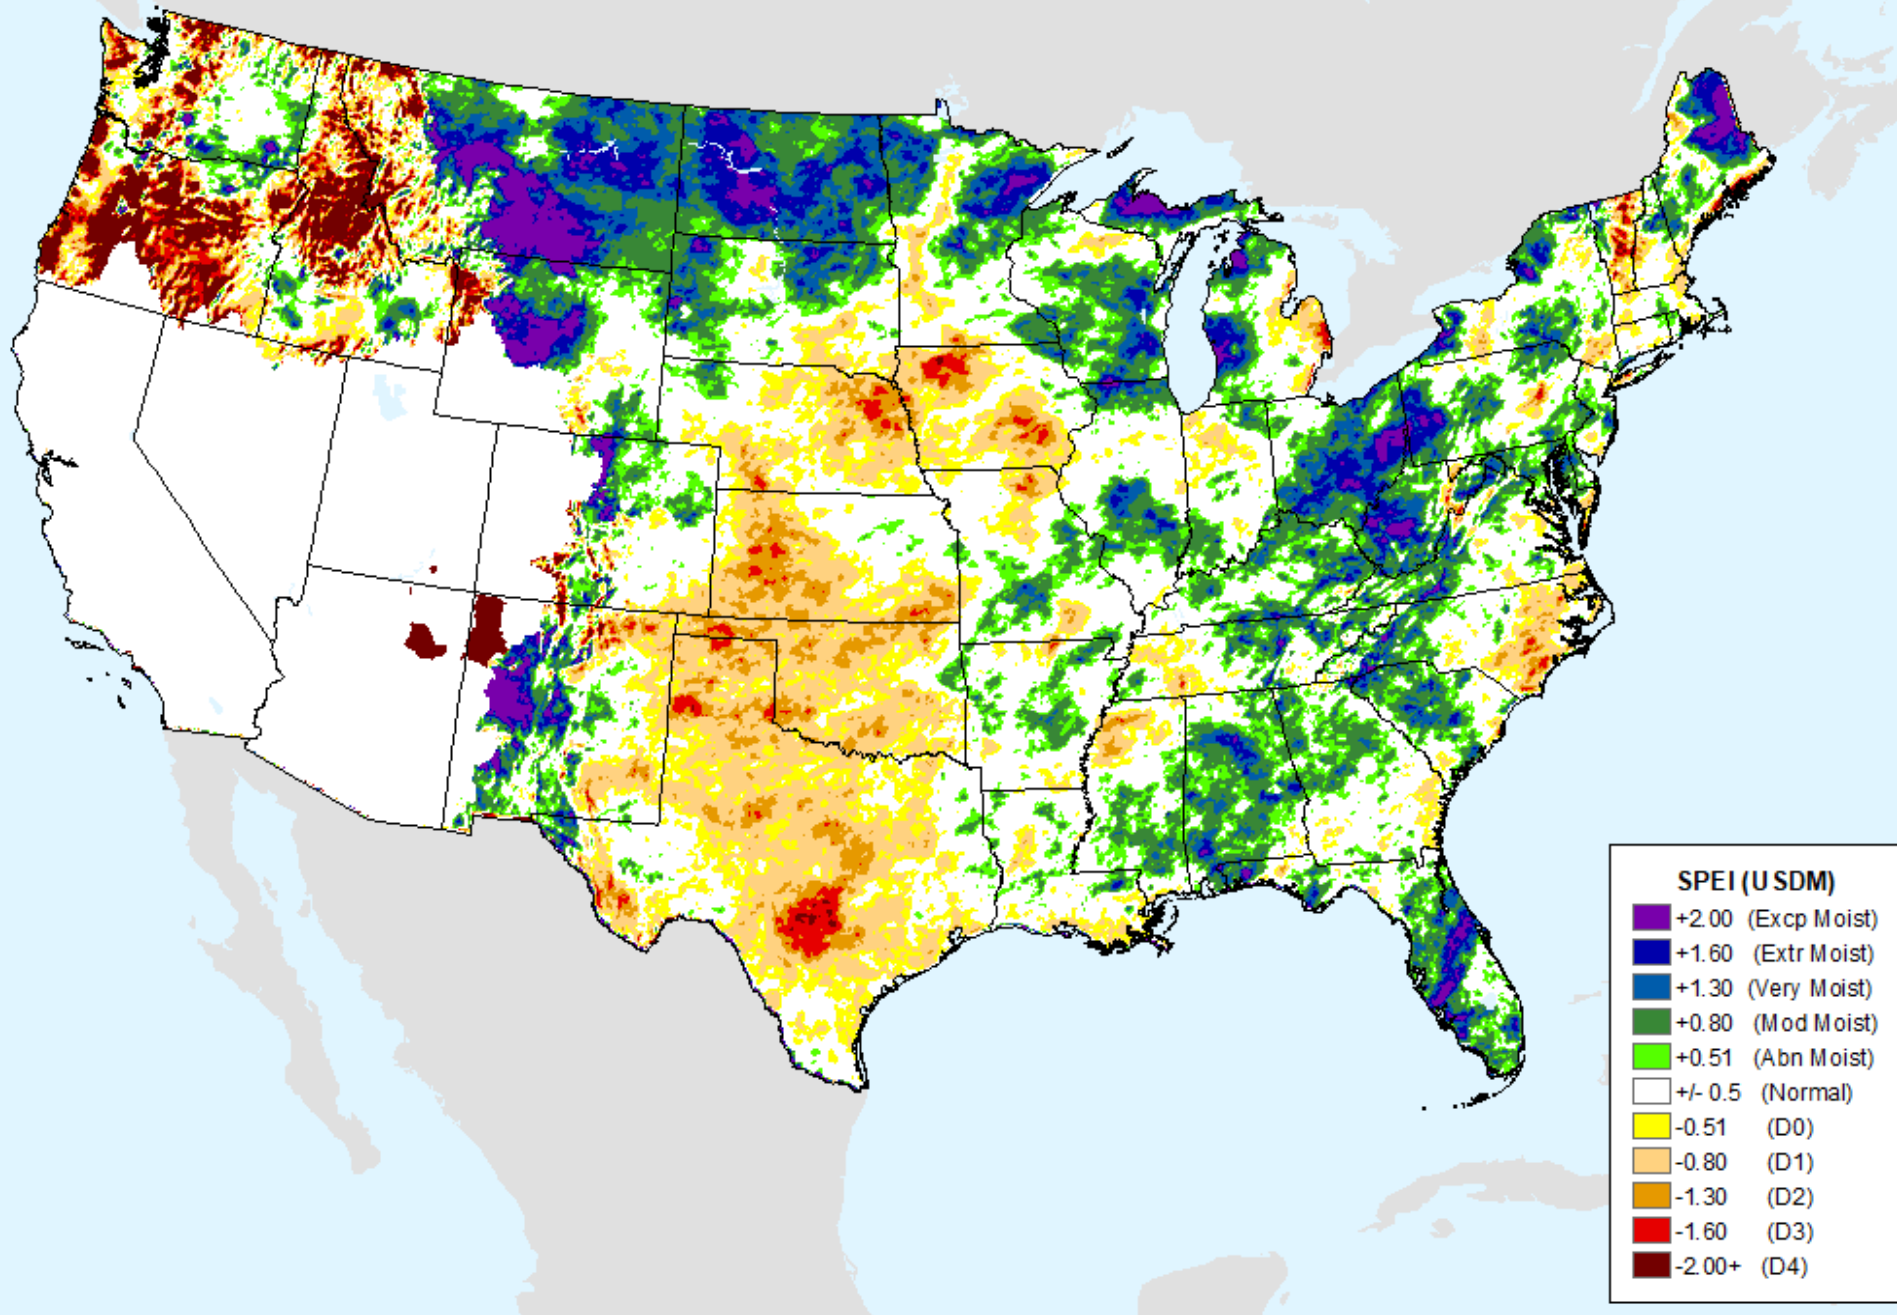 SPEI (USDM)
+2.00 (Excp Moist)
+1.60 (Extr Moist)
+1.30 (Very Moist)
+0.80 (Mod Moist)
+0.51 (Abn Moist)
+/- 0.5 (Normal)
-0.51 (D0)
-0.80 (D1)
-1.30 (D2)
-1.60 (D3)
-2.00+ (D4)